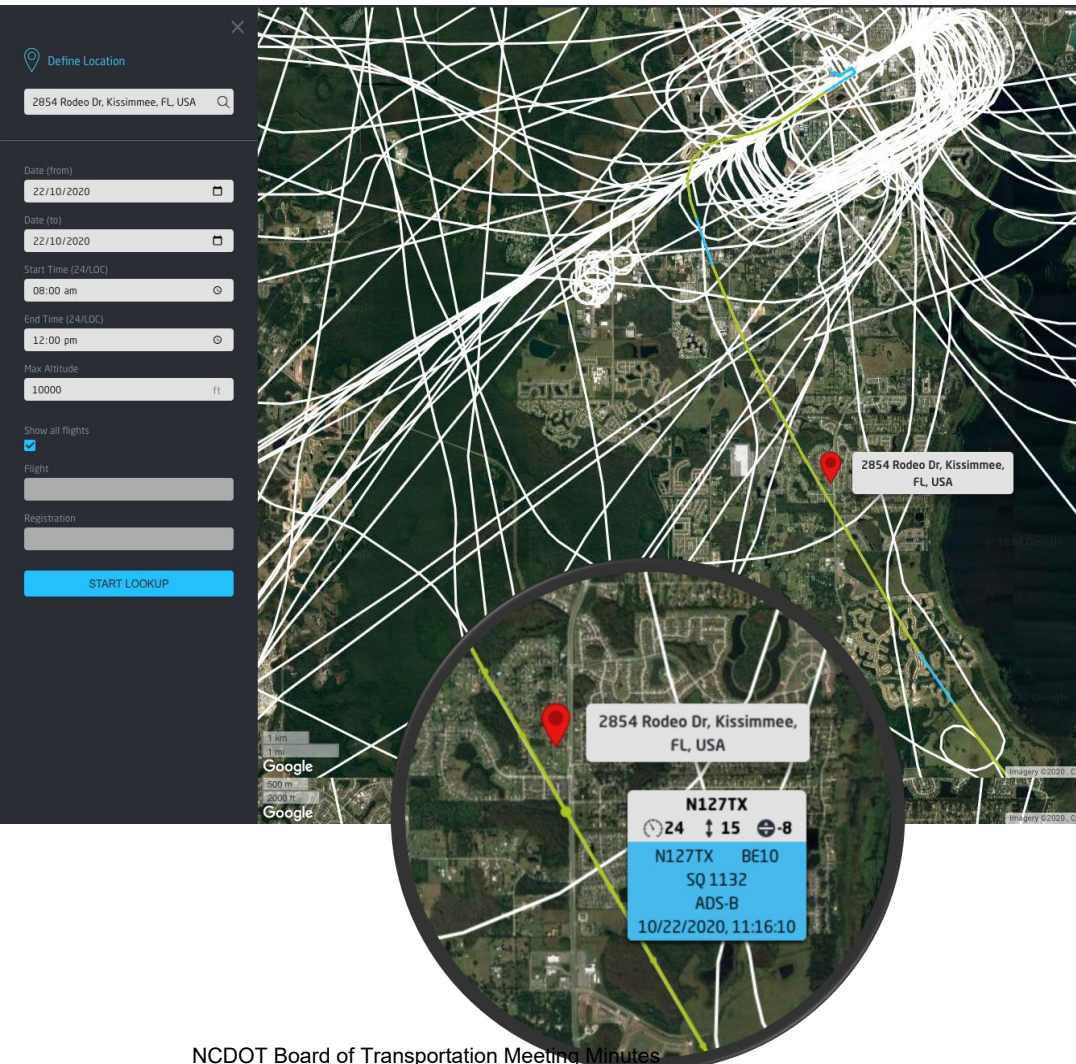 Define Location
2854 Rodeo Dr, Kissimmee, FL, USA
Date (from)
22/10/2020
Date (to)
22/10/2020
Start Time (24/LOC)
08:00 am
End Time (24/LOC)
12:00 pm
Max Altitude
10000 ft
Show all flights
Flight
Registration
START LOOKUP
2854 Rodeo Dr, Kissimmee,
FL, USA
1 km
1 mi
Google
Imagery ©2020 , C
500 m
2000 ft
Google
Imagery ©2020 , C
2854 Rodeo Dr, Kissimmee,
FL, USA
N127TX
24 15 -8
N127TX BE10
SQ 1132
ADS-B
10/22/2020, 11:16:10
NCDOT Board of Transportation Meeting Minutes